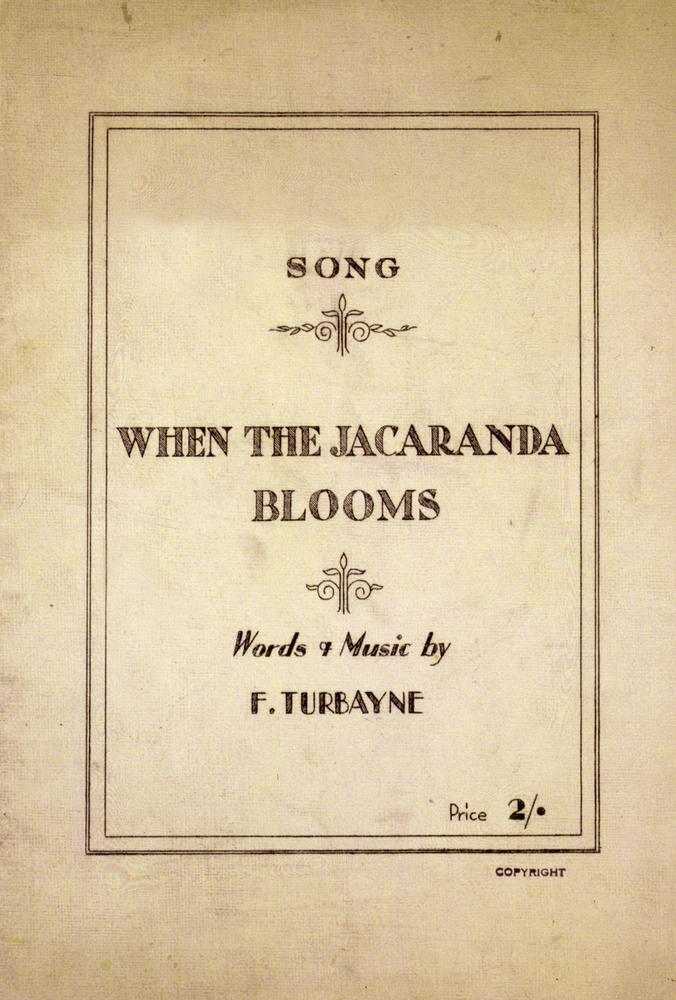 SONG
WHEN THE JACARANDA
BLOOMS
Words & Music by
F. TURBAYNE
Price 2/•
COPYRIGHT